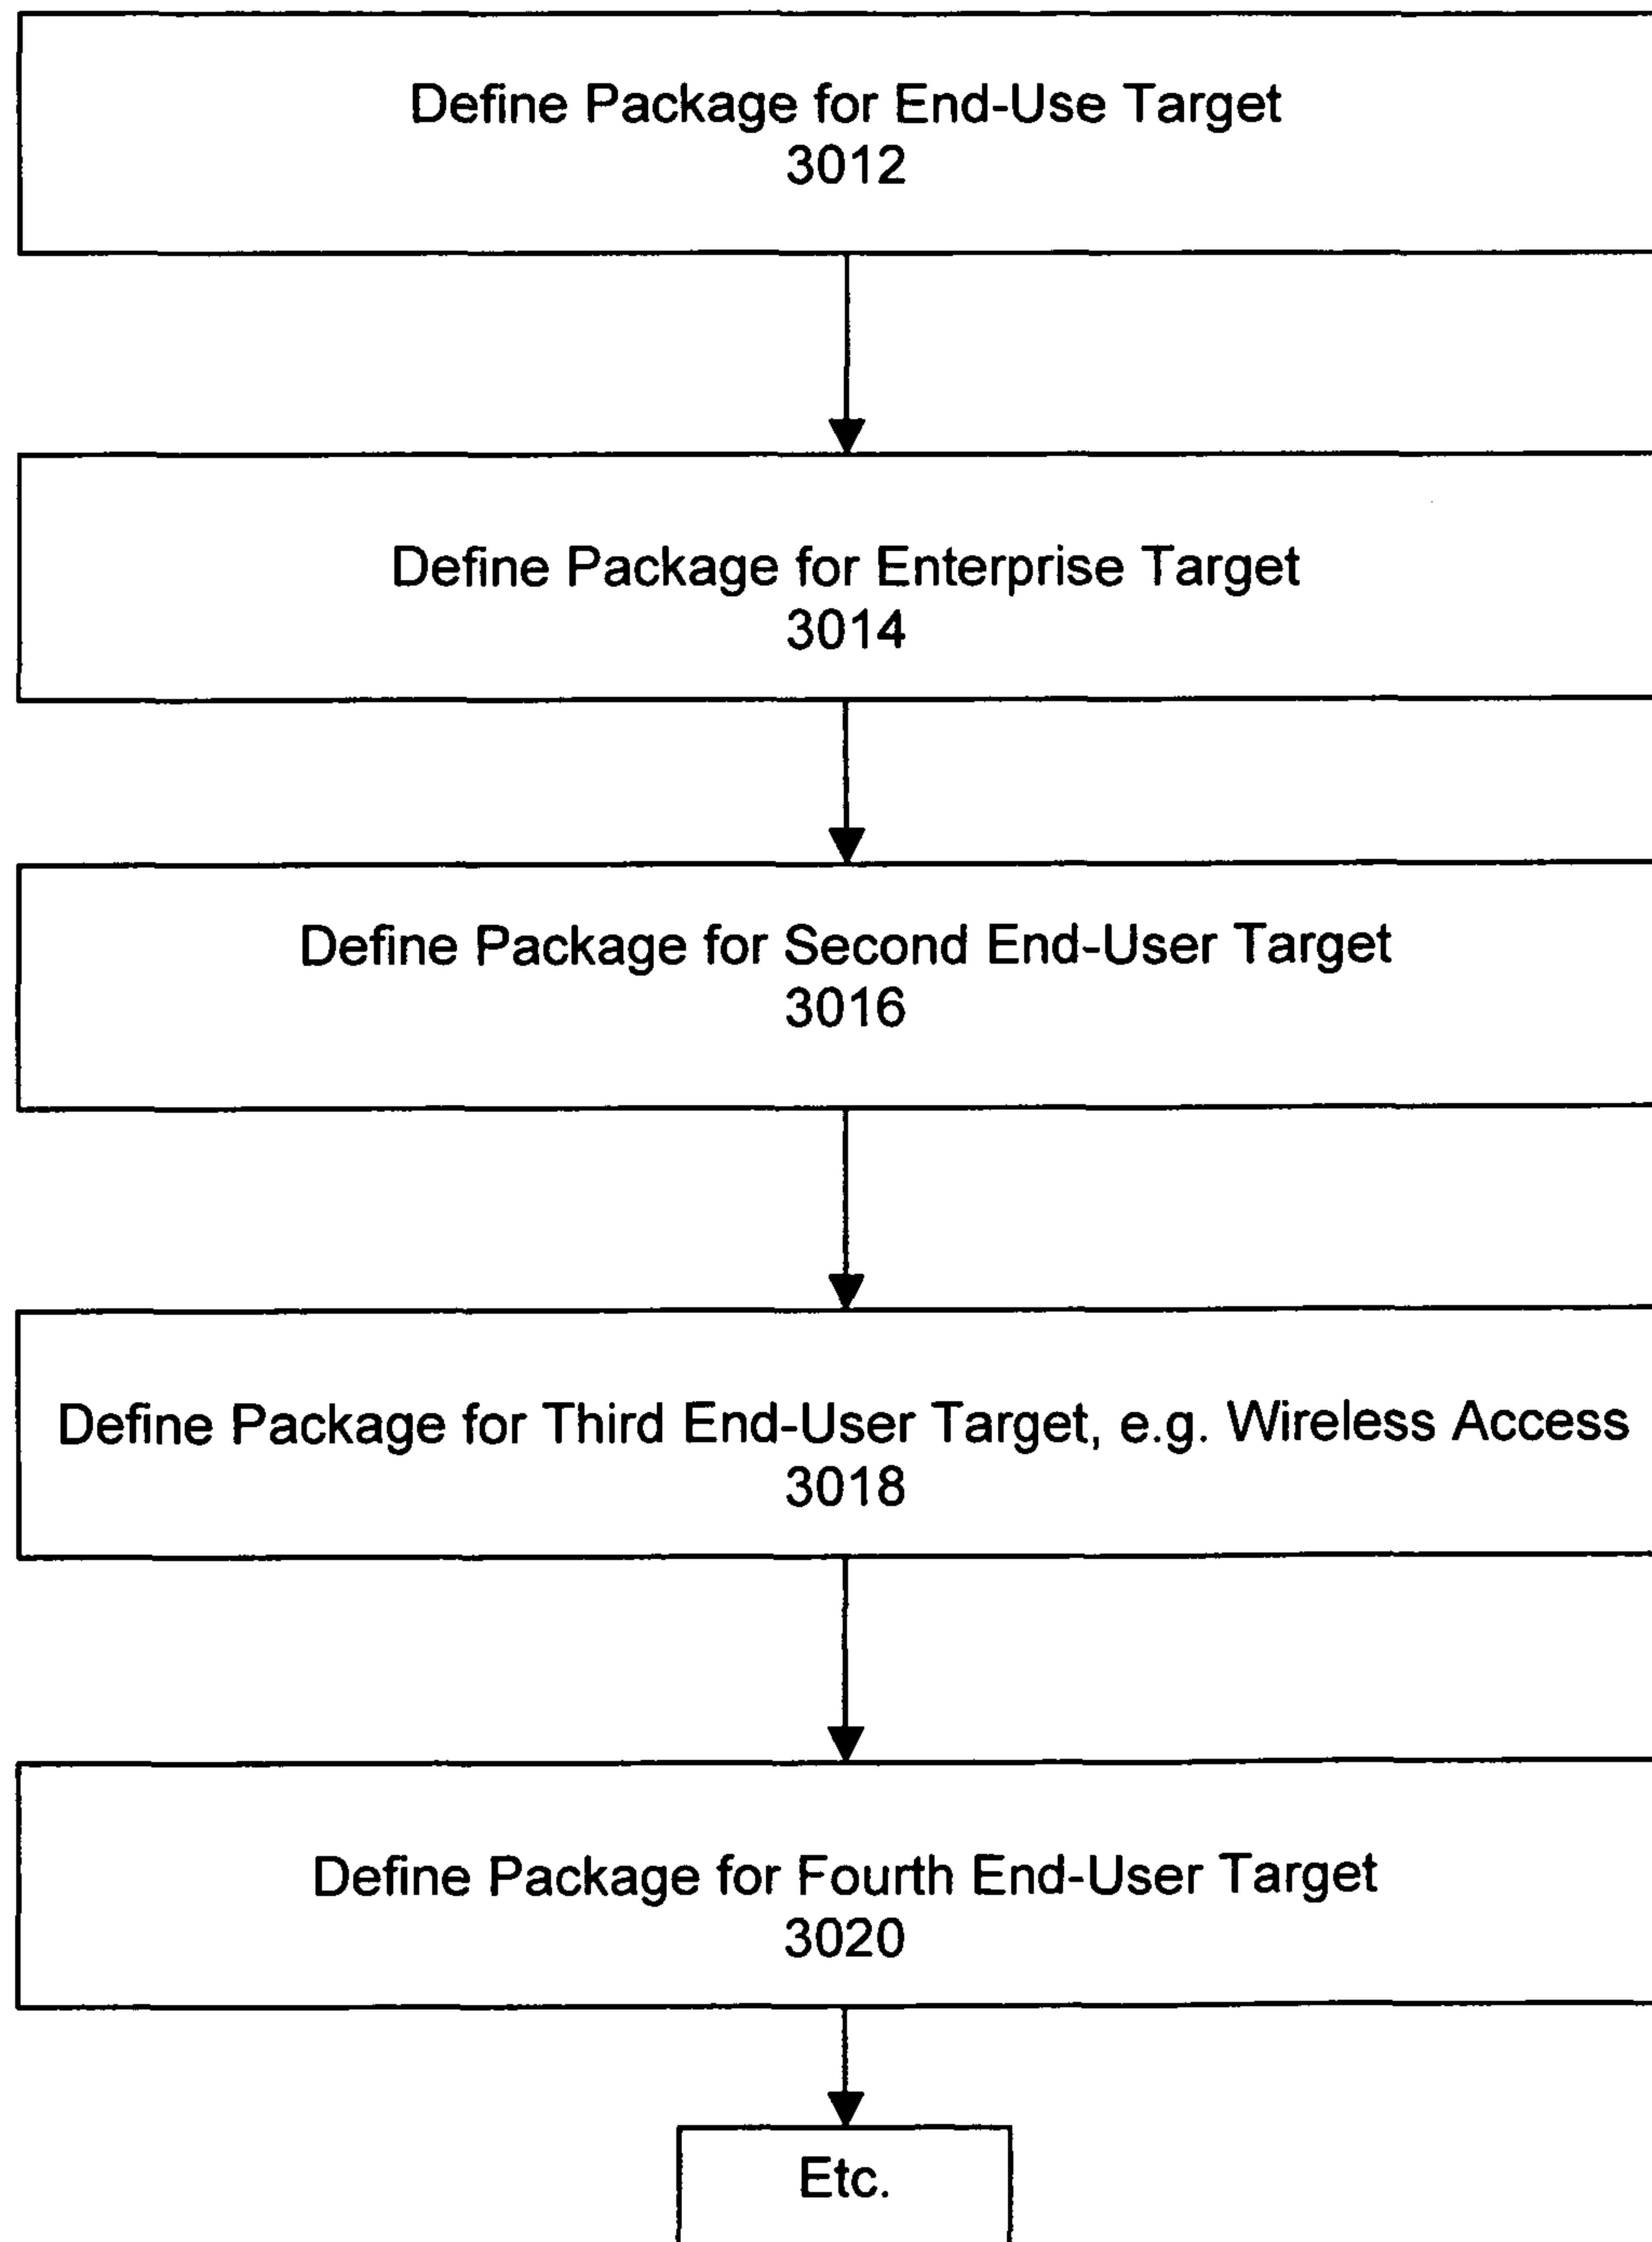 Define Package for End-Use Target
3012
Define Package for Enterprise Target
3014
Define Package for Second End-User Target
3016
Define Package for Third End-User Target, e.g. Wireless Access
3018
Define Package for Fourth End-User Target
3020
Etc.